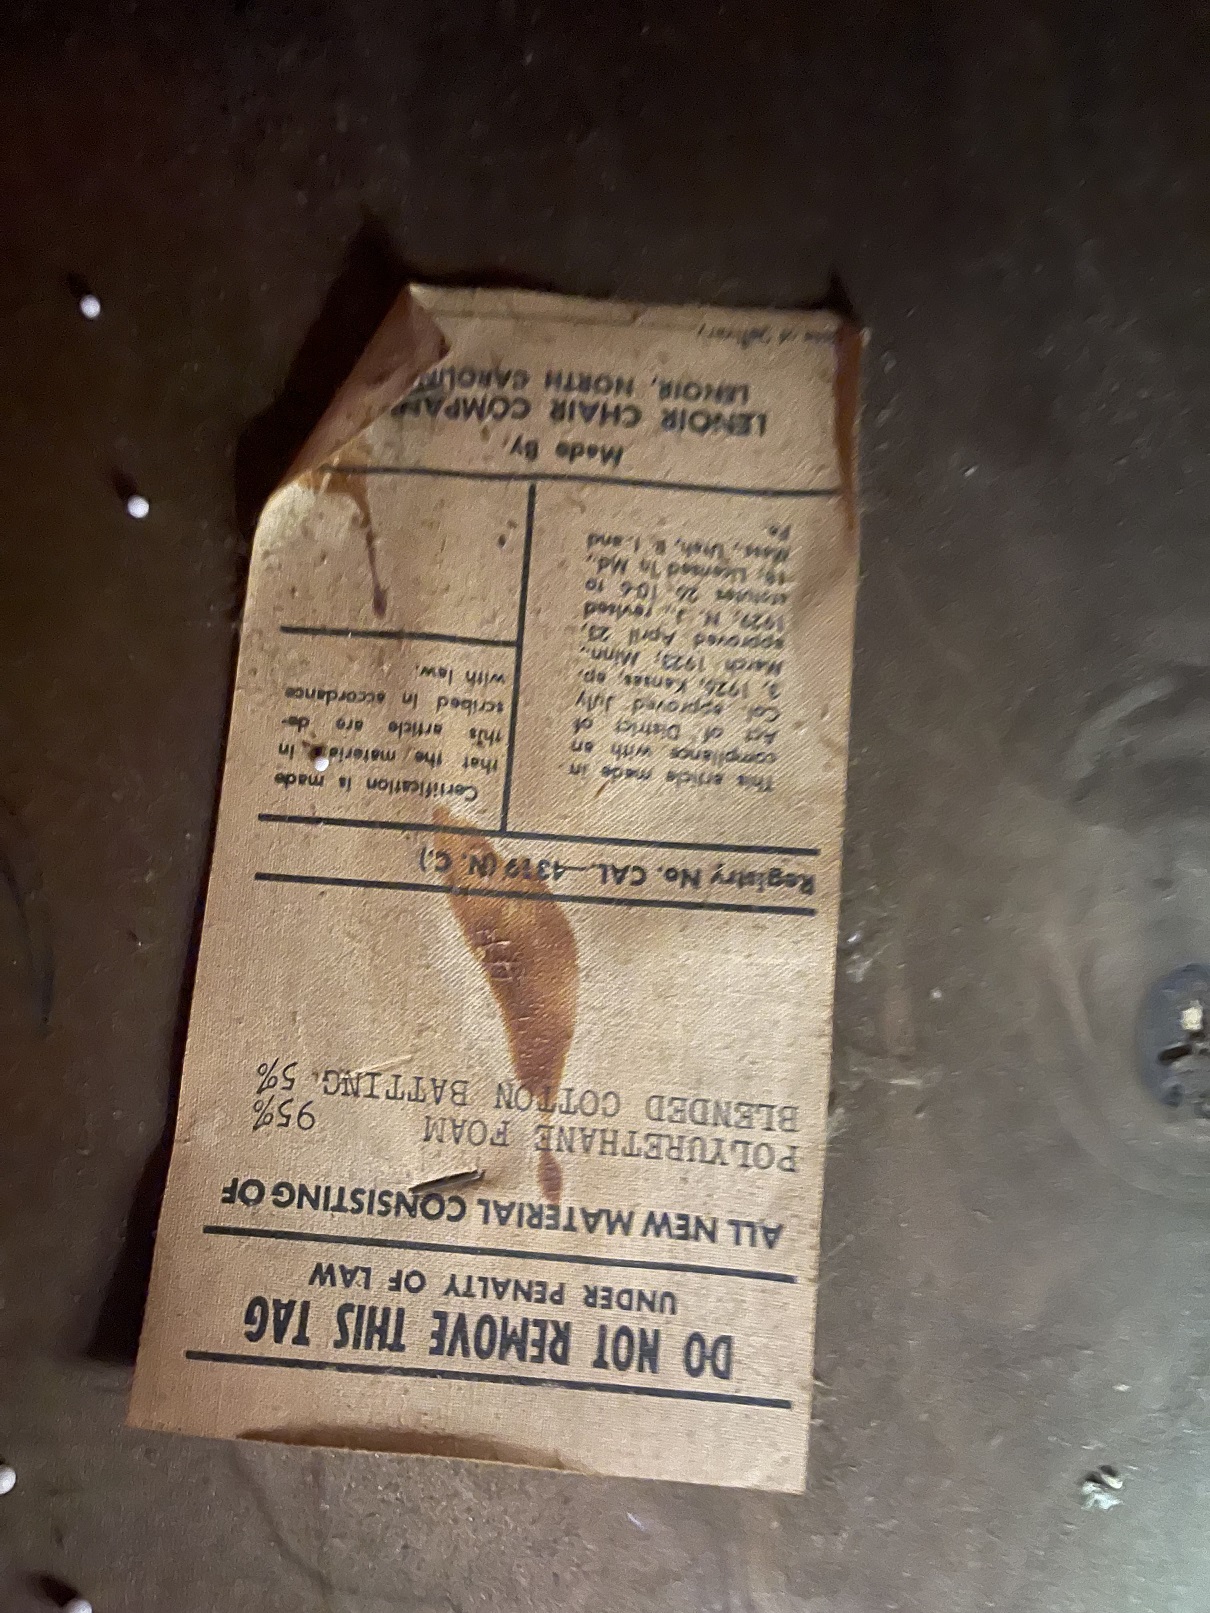 DO NOT REMOVE THIS TAG
UNDER PENALTY OF LAW
ALL NEW MATERIAL CONSISTING OF
POLYURETHANE FOAM 95%
BLENDED COTTON BATTING, 5%
Registry No. CAL—4319 (N. C.)
This article made in
compliance with an
Act of District of
Col. approved July
3, 1926, Kansas, ap.
March 1923; Minn.,
approved April 23,
1929, N. J., revised
statutes 26: 10-6 to
18; Licensed in Md.,
Mass., Utah, R. I. and
Pa.
Certification is made
that the materials in
this article are de-
scribed in accordance
with law.
Made By,
LENOIR CHAIR COMPAN
LENOIR, NORTH CAROLIN
of Delivery